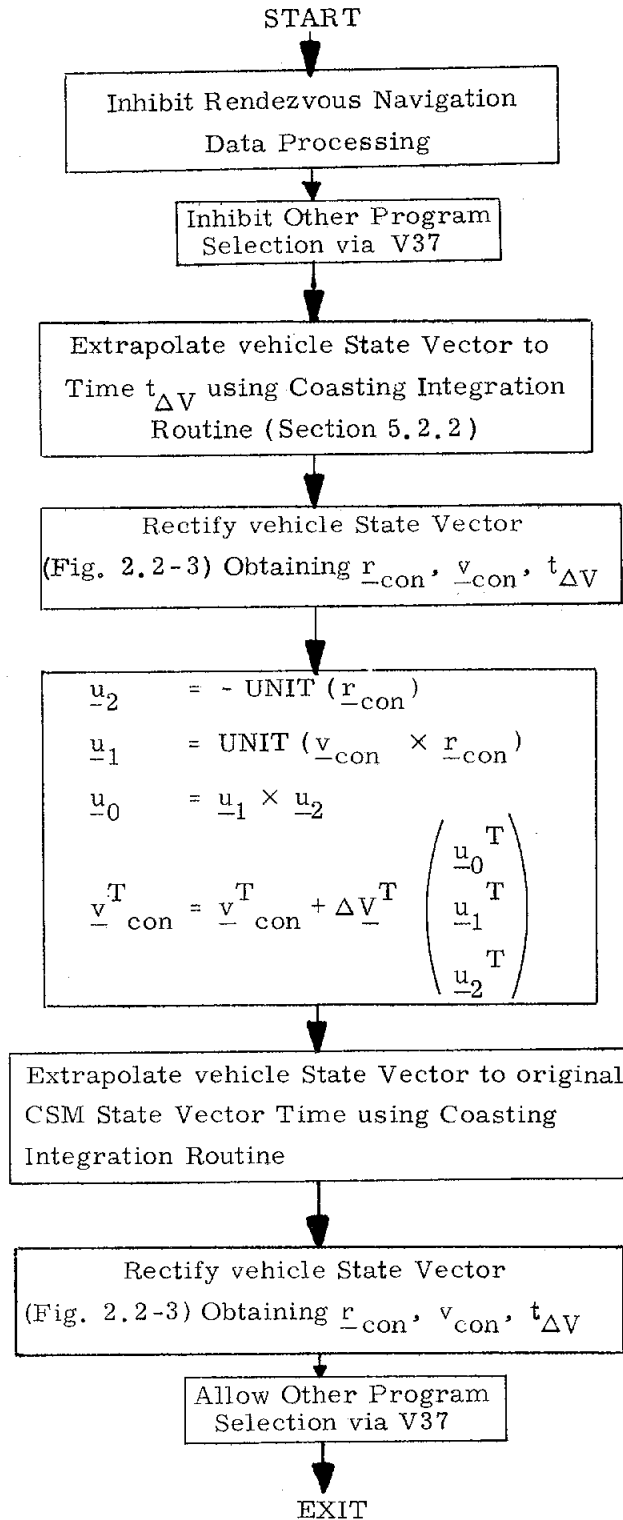 START
Inhibit Rendezvous Navigation
Data Processing
Inhibit Other Program
Selection via V37
Extrapolate vehicle State Vector to
Time t_ΔV using Coasting Integration
Routine (Section 5.2.2)
Rectify vehicle State Vector
(Fig. 2.2-3) Obtaining r_con, v_con, t_ΔV
u_2 = - UNIT (r_con)
u_1 = UNIT (v_con × r_con)
u_0 = u_1 × u_2
v^T_con = v^T_con + ΔV^T (u_0^T
u_1^T
u_2^T)
Extrapolate vehicle State Vector to original
CSM State Vector Time using Coasting
Integration Routine
Rectify vehicle State Vector
(Fig. 2.2-3) Obtaining r_con, v_con, t_ΔV
Allow Other Program
Selection via V37
EXIT